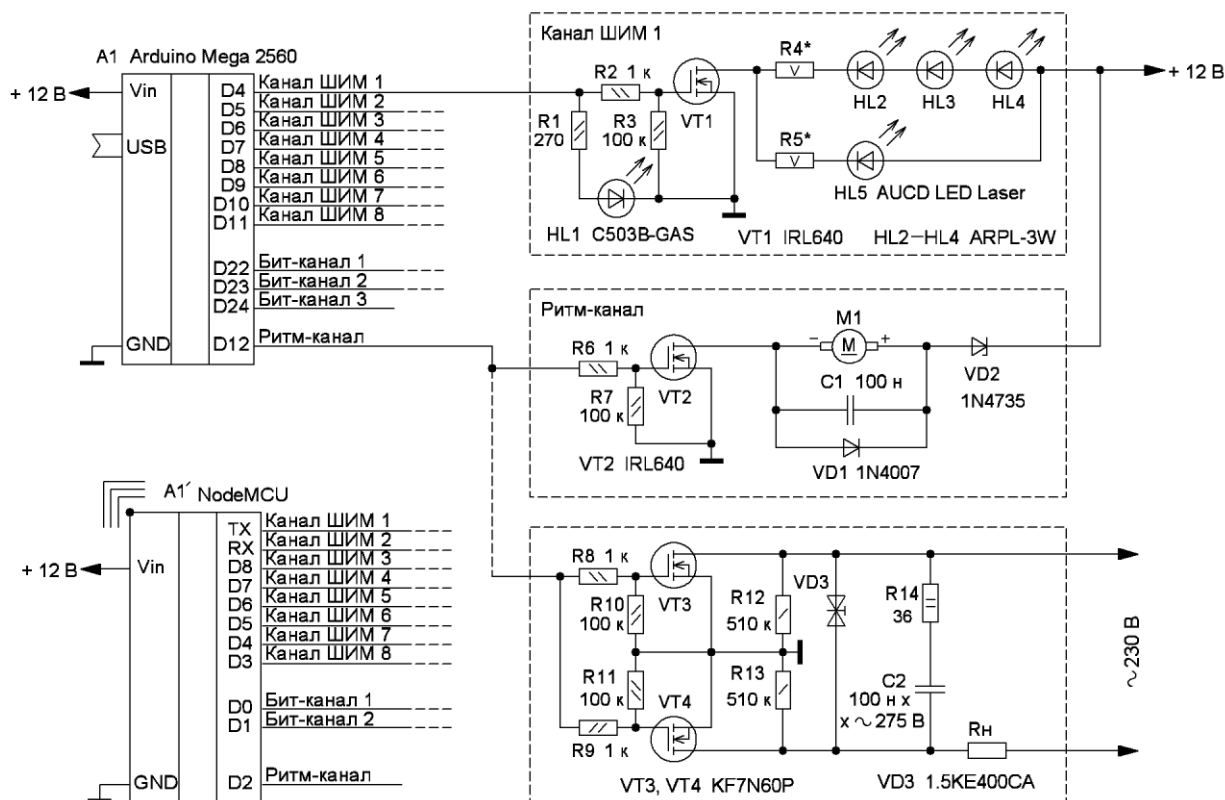 A1 Arduino Mega 2560
+ 12 В
Vin
USB
GND
D4 Канал ШИМ 1
D5 Канал ШИМ 2
D6 Канал ШИМ 3
D7 Канал ШИМ 4
D8 Канал ШИМ 5
D9 Канал ШИМ 6
D10 Канал ШИМ 7
D11 Канал ШИМ 8
D22 Бит-канал 1
D23 Бит-канал 2
D24 Бит-канал 3
D12 Ритм-канал
Канал ШИМ 1
R2 1 к
R1
270
R3
100 к
VT1
R4*
HL2
HL3
HL4
+ 12 В
R5*
HL5 AUCD LED Laser
HL1 C503B-GAS
VT1 IRL640
HL2–HL4 ARPL-3W
V
V
Ритм-канал
R6 1 к
R7
100 к
VT2
M1
–
M
+
C1 100 н
VD2
1N4735
VD1 1N4007
VT2 IRL640
A1′ NodeMCU
+ 12 В
Vin
GND
TX Канал ШИМ 1
RX Канал ШИМ 2
D8 Канал ШИМ 3
D7 Канал ШИМ 4
D6 Канал ШИМ 5
D5 Канал ШИМ 6
D4 Канал ШИМ 7
D3 Канал ШИМ 8
D0 Бит-канал 1
D1 Бит-канал 2
D2 Ритм-канал
R8 1 к
R10
100 к
VT3
R11
100 к
VT4
R9 1 к
R12
510 к
R13
510 к
VD3
R14
36
C2
100 н х
х ~ 275 В
Rн
~230 В
VT3, VT4 KF7N60P
VD3 1.5KE400CA